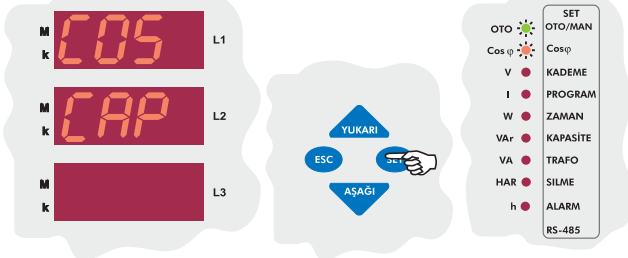 M
k
COS
L1
M
k
CAP
L2
M
k
L3
YUKARI
ESC
SET
AŞAĞI
SET
OTO OTO/MAN
Cos φ Cosφ
V KADEME
I PROGRAM
W ZAMAN
VAr KAPASİTE
VA TRAFO
HAR SILME
h ALARM
RS-485